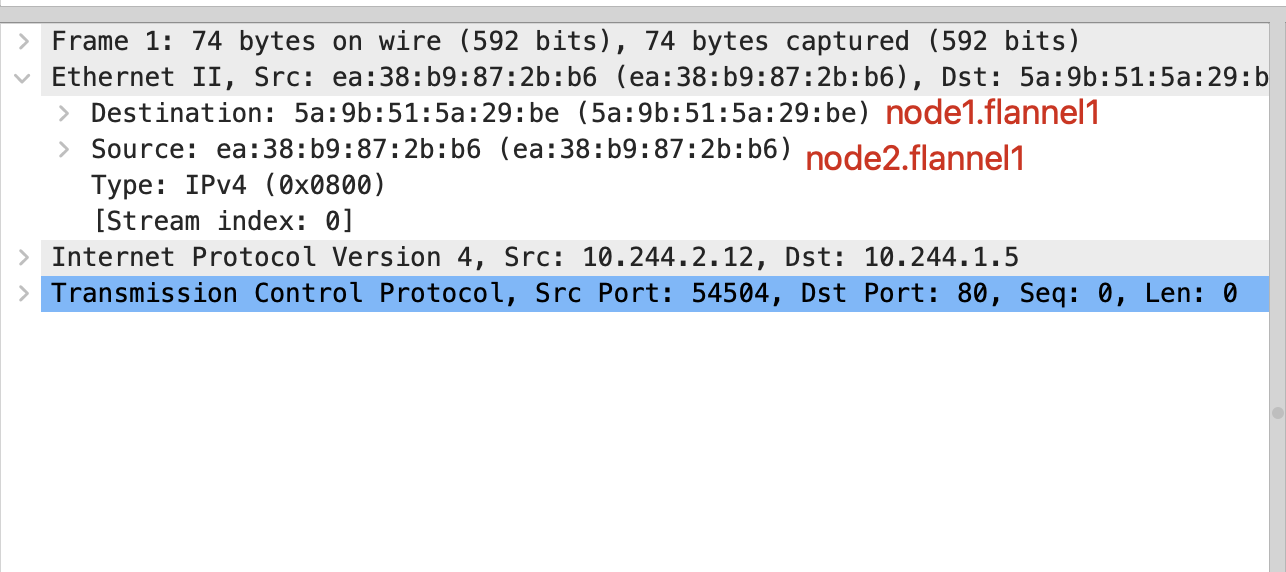 Frame 1: 74 bytes on wire (592 bits), 74 bytes captured (592 bits)
Ethernet II, Src: ea:38:b9:87:2b:b6 (ea:38:b9:87:2b:b6), Dst: 5a:9b:51:5a:29:b
Destination: 5a:9b:51:5a:29:be (5a:9b:51:5a:29:be) node1.flannel1
Source: ea:38:b9:87:2b:b6 (ea:38:b9:87:2b:b6) node2.flannel1
Type: IPv4 (0x0800)
[Stream index: 0]
Internet Protocol Version 4, Src: 10.244.2.12, Dst: 10.244.1.5
Transmission Control Protocol, Src Port: 54504, Dst Port: 80, Seq: 0, Len: 0